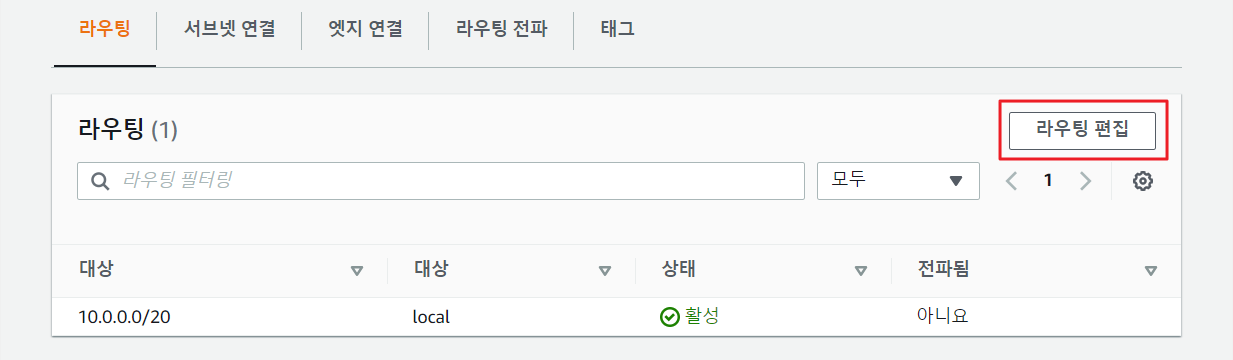 라우팅 서브넷 연결 엣지 연결 라우팅 전파 태그
라우팅 (1)
라우팅 편집
라우팅 필터링
모두
1
대상 대상 상태 전파됨
10.0.0.0/20 local 활성 아니요